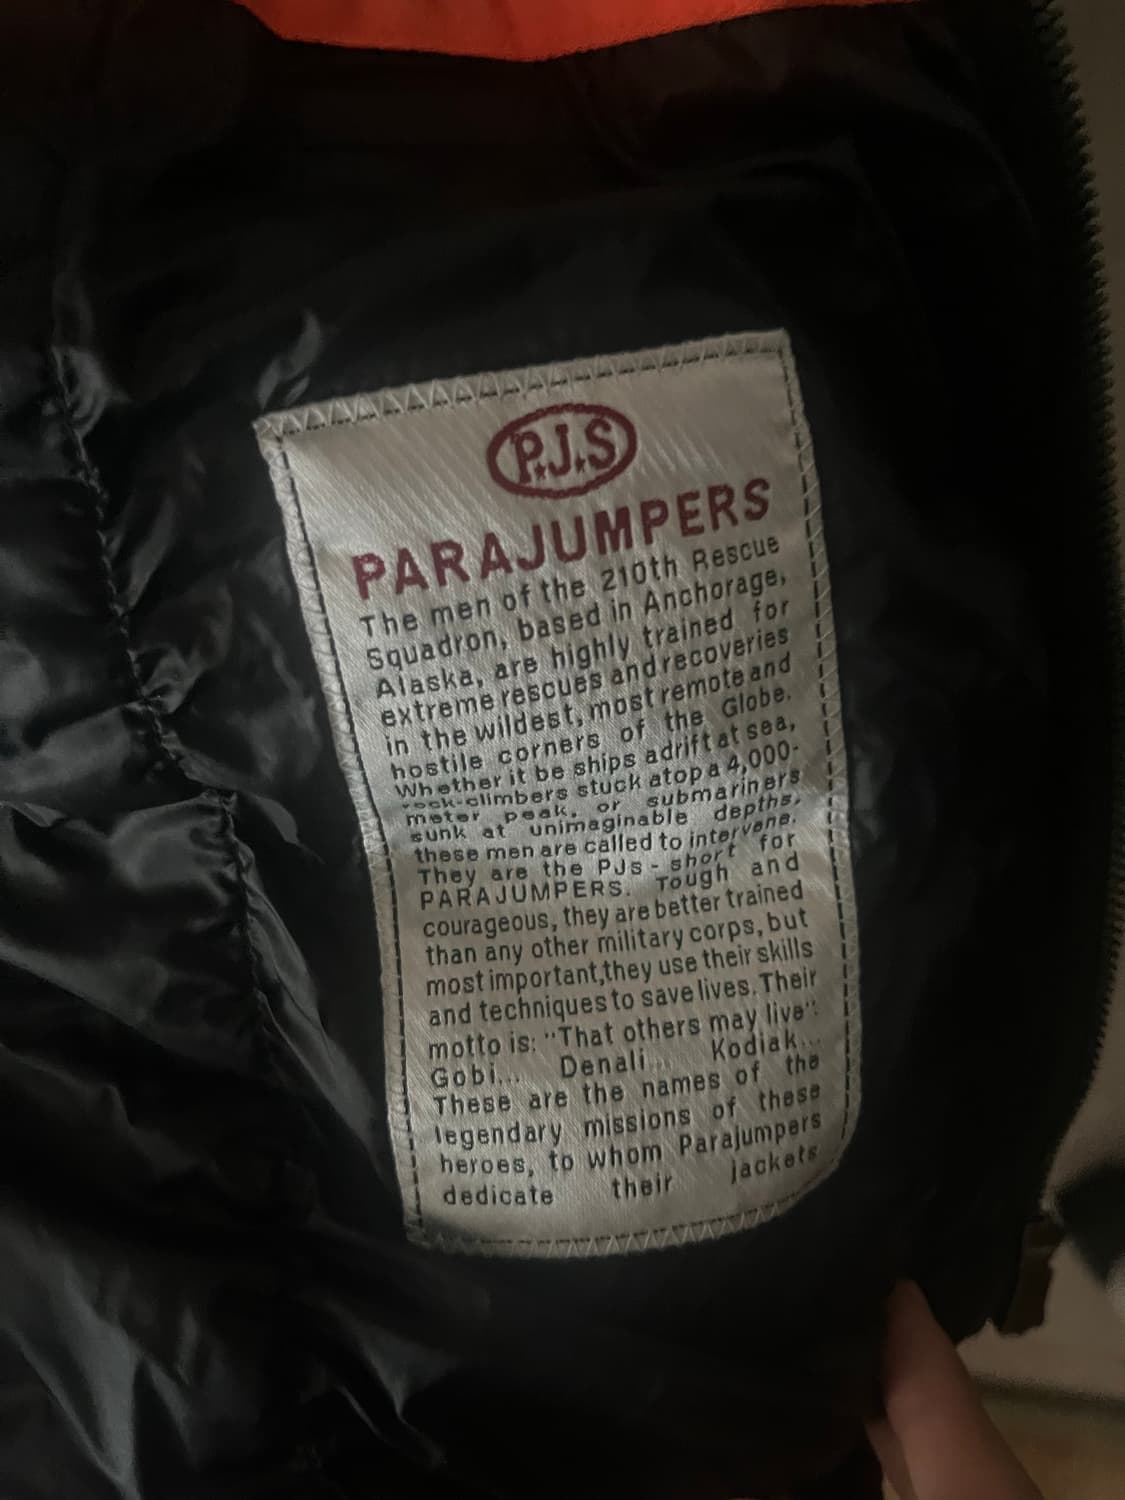 P.J.S
PARAJUMPERS
The men of the 210th Rescue
Squadron, based in Anchorage,
Alaska, are highly trained for
extreme rescues and recoveries
in the wildest, most remote and
hostile corners of the Globe.
Whether it be ships adrift at sea,
rock-climbers stuck atop a 4,000-
meter peak, or submariners
sunk at unimaginable depths,
these men are called to intervene.
They are the PJs - short for
PARAJUMPERS. Tough and
courageous, they are better trained
than any other military corps, but
most important,they use their skills
and techniques to save lives. Their
motto is: "That others may live".
Gobi... Denali... Kodiak...
These are the names of the
legendary missions of these
heroes, to whom Parajumpers
dedicate their jackets